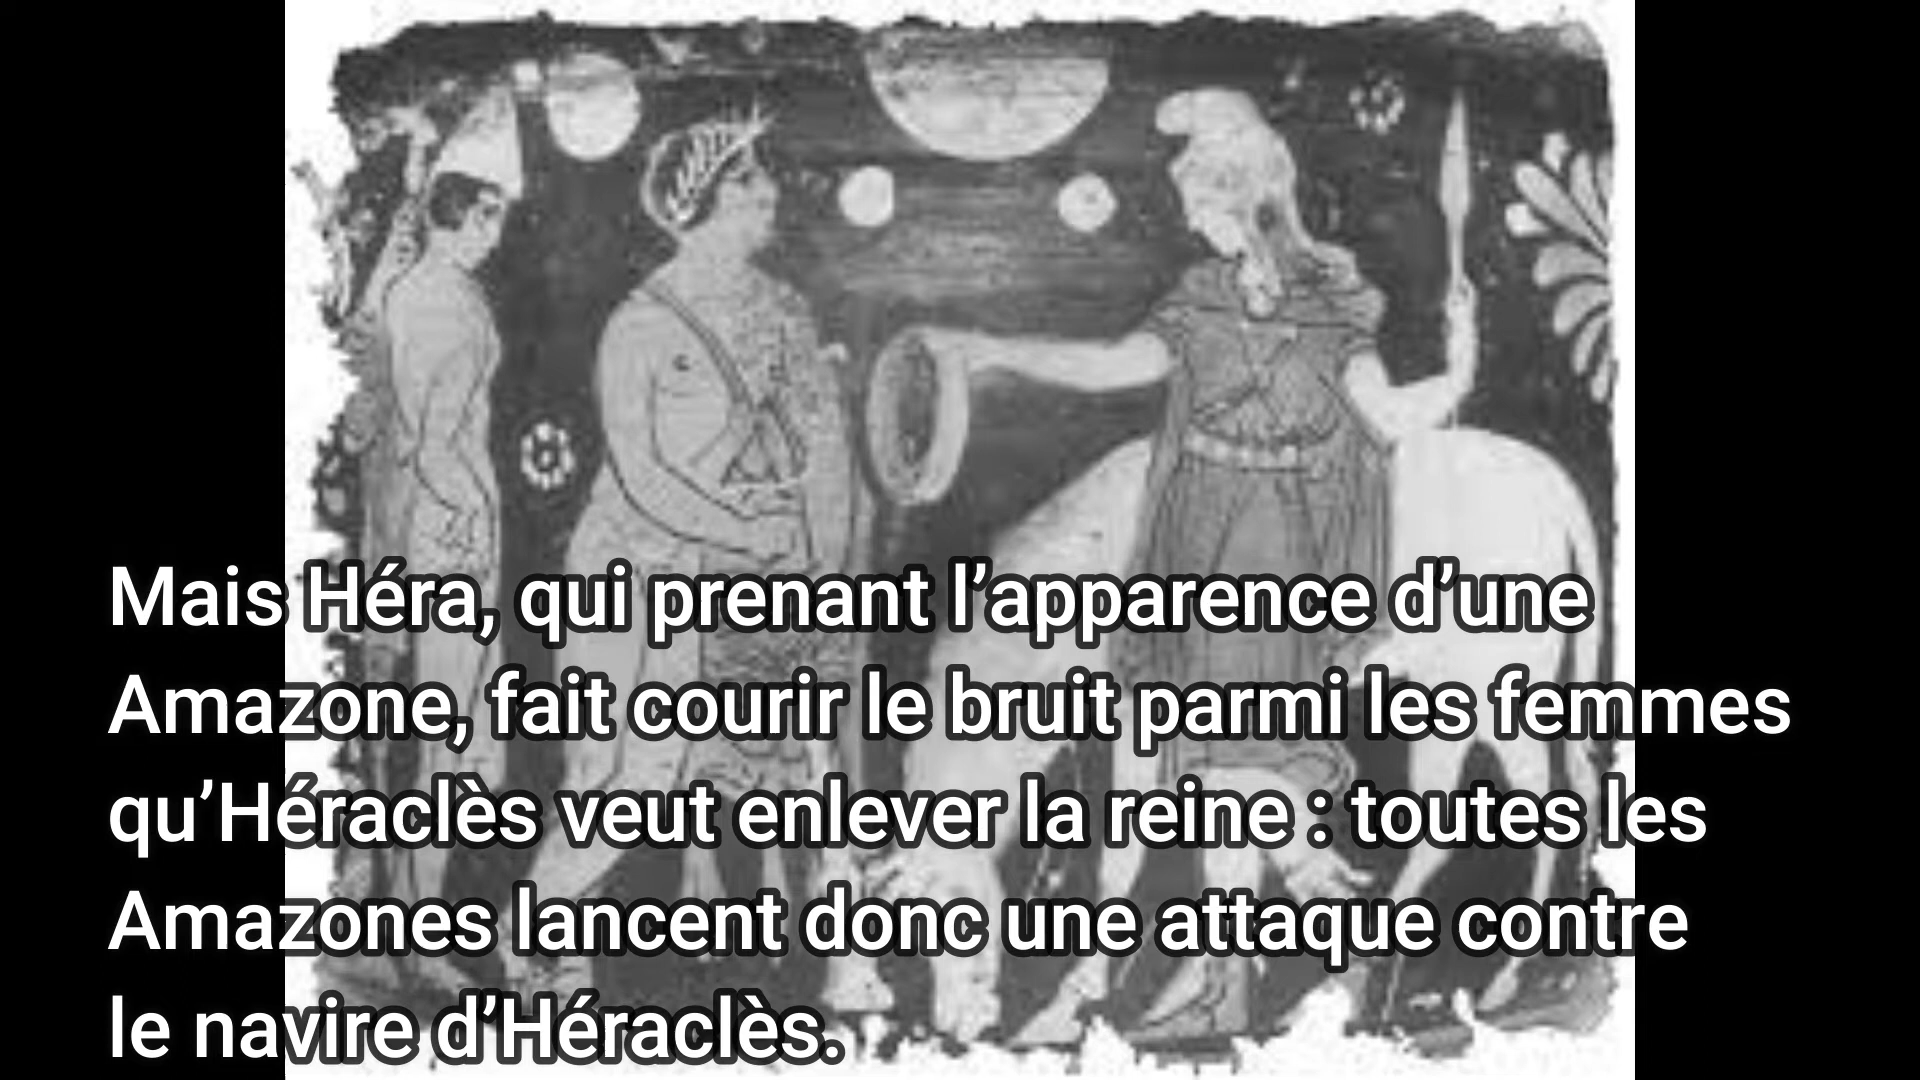 Mais Héra, qui prenant l’apparence d’une
Amazone, fait courir le bruit parmi les femmes
qu’Héraclès veut enlever la reine : toutes les
Amazones lancent donc une attaque contre
le navire d’Héraclès.